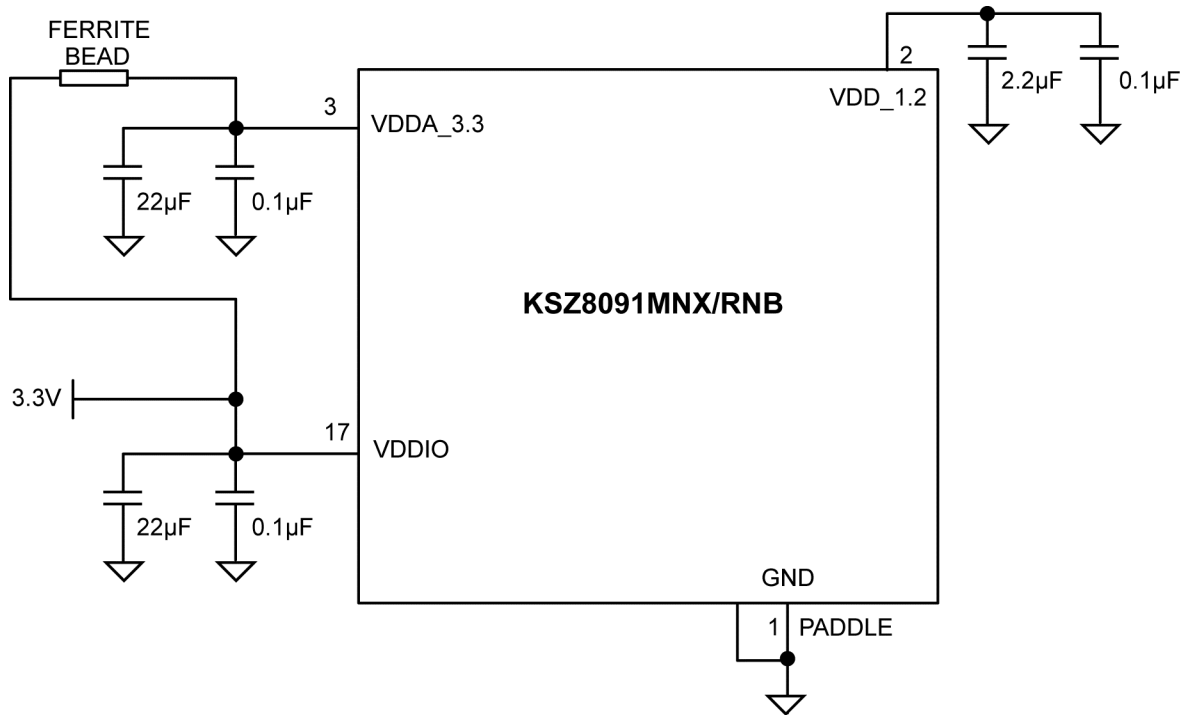 FERRITE
BEAD
2
VDD_1.2
2.2µF
0.1µF
3
VDDA_3.3
22µF
0.1µF
KSZ8091MNX/RNB
3.3V
17
VDDIO
22µF
0.1µF
GND
1
PADDLE